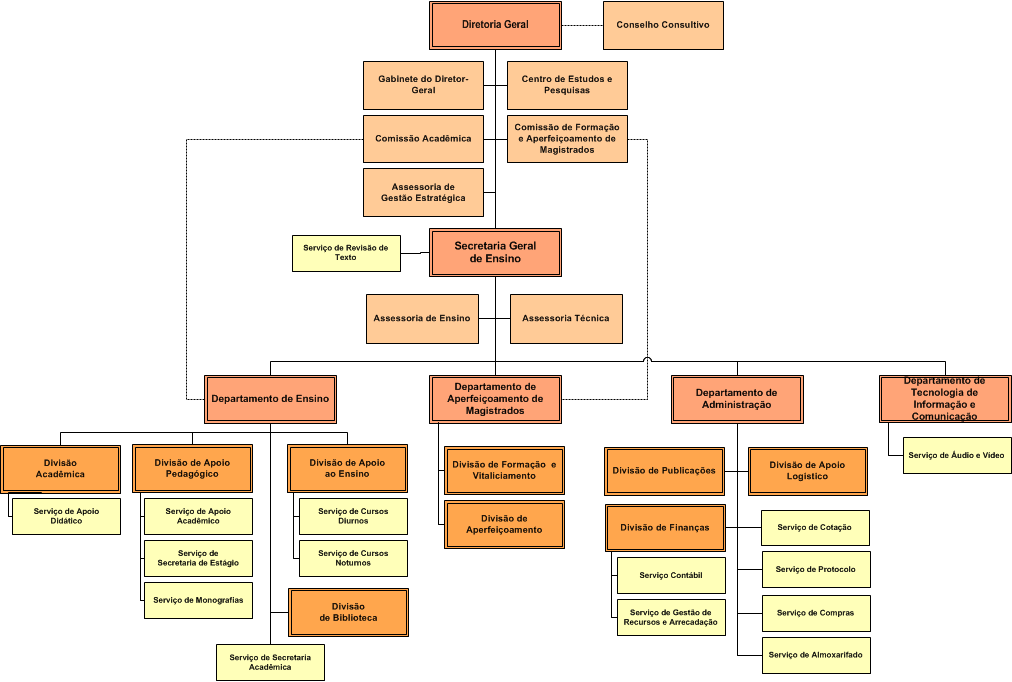 Diretoria Geral
Conselho Consultivo
Gabinete do Diretor-
Geral
Centro de Estudos e
Pesquisas
Comissão Acadêmica
Comissão de Formação
e Aperfeiçoamento de
Magistrados
Assessoria de
Gestão Estratégica
Serviço de Revisão de
Texto
Secretaria Geral
de Ensino
Assessoria de Ensino
Assessoria Técnica
Departamento de Ensino
Departamento de
Aperfeiçoamento de
Magistrados
Departamento de
Administração
Departamento de
Tecnologia de
Informação e
Comunicação
Divisão
Acadêmica
Serviço de Apoio
Didático
Divisão de Apoio
Pedagógico
Serviço de Apoio
Acadêmico
Serviço de
Secretaria de Estágio
Serviço de Monografias
Divisão de Apoio
ao Ensino
Serviço de Cursos
Diurnos
Serviço de Cursos
Noturnos
Divisão
de Biblioteca
Serviço de Secretaria
Acadêmica
Divisão de Formação e
Vitaliciamento
Divisão de
Aperfeiçoamento
Divisão de Publicações
Divisão de Apoio
Logístico
Divisão de Finanças
Serviço Contábil
Serviço de Gestão de
Recursos e Arrecadação
Serviço de Cotação
Serviço de Protocolo
Serviço de Compras
Serviço de Almoxarifado
Serviço de Áudio e Vídeo